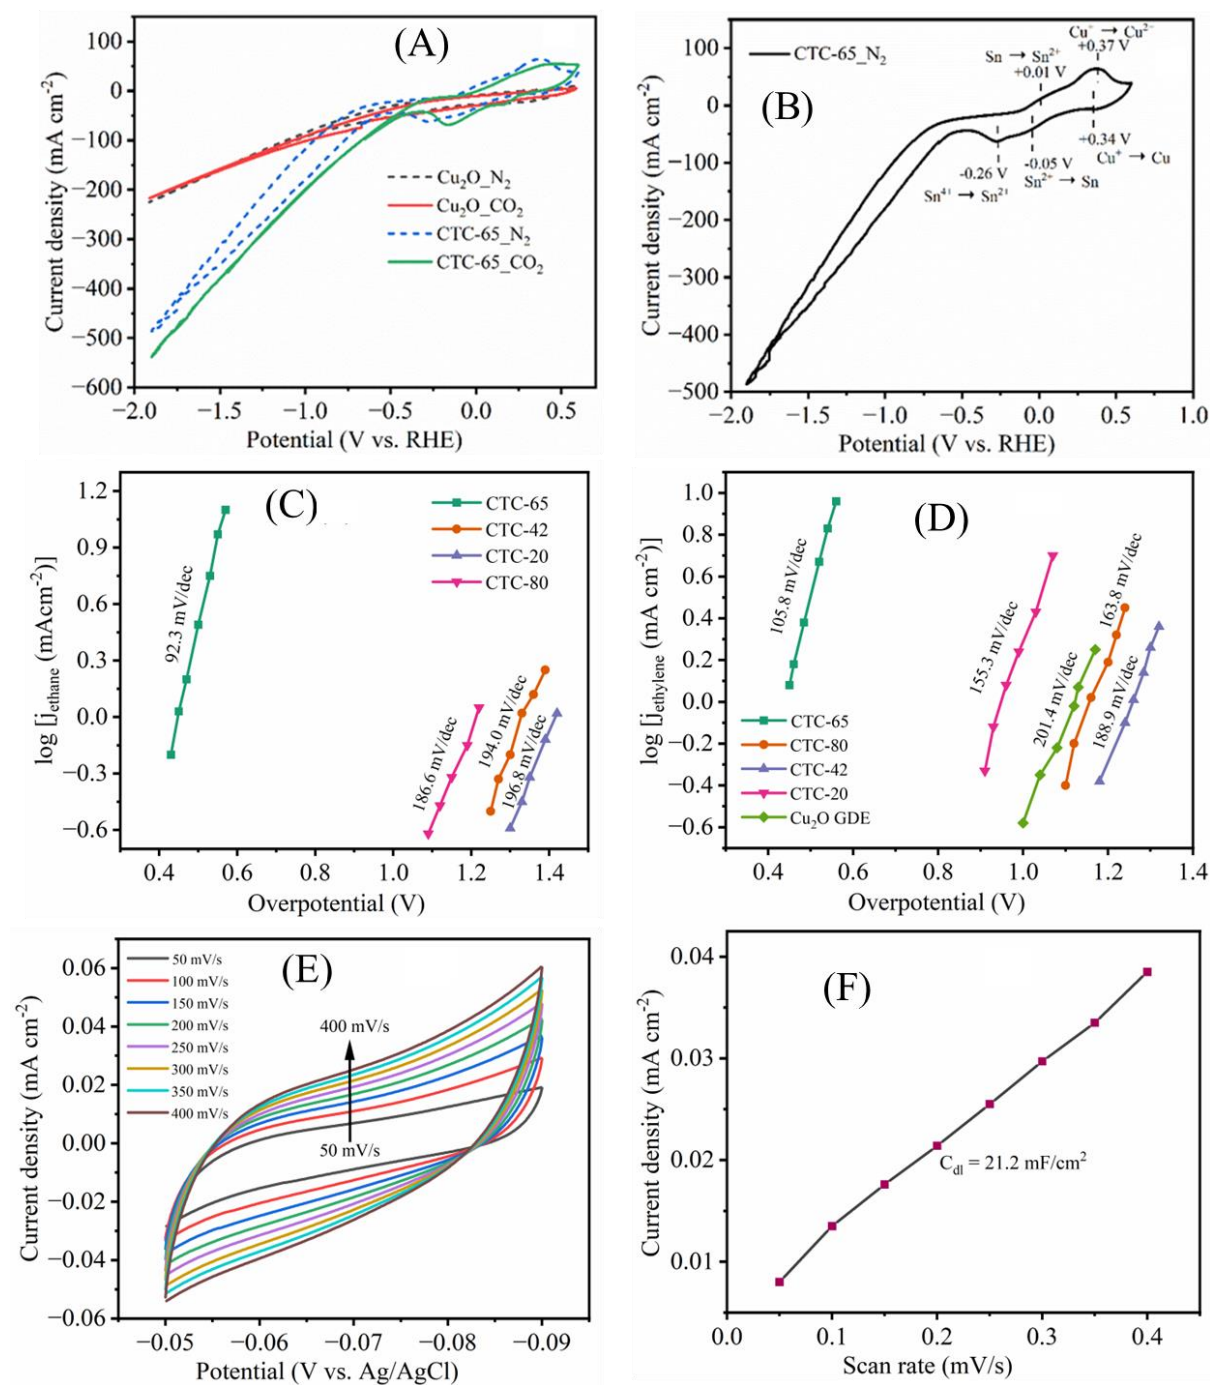 (A)
Current density (mA cm⁻²)
100
0
−100
−200
−300
−400
−500
−600
−2.0 −1.5 −1.0 −0.5 0.0 0.5
Potential (V vs. RHE)
Cu₂O_N₂
Cu₂O_CO₂
CTC-65_N₂
CTC-65_CO₂
(B)
Current density (mA cm⁻²)
100
0
−100
−200
−300
−400
−500
−2.0 −1.5 −1.0 −0.5 0.0 0.5 1.0
Potential (V vs. RHE)
CTC-65_N₂
Sn → Sn²⁺
+0.01 V
+0.37 V
+0.34 V
Cu⁺ → Cu
-0.05 V
Sn²⁺ → Sn
-0.26 V
(C)
log [jethane (mAcm⁻²)]
1.2
0.9
0.6
0.3
0.0
−0.3
−0.6
0.4 0.6 0.8 1.0 1.2 1.4
Overpotential (V)
CTC-65
CTC-42
CTC-20
CTC-80
92.3 mV/dec
186.6 mV/dec
194.0 mV/dec
196.8 mV/dec
(D)
log [jethylene (mA cm⁻²)]
1.0
0.8
0.6
0.4
0.2
0.0
−0.2
−0.4
−0.6
0.4 0.6 0.8 1.0 1.2 1.4
Overpotential (V)
105.8 mV/dec
155.3 mV/dec
201.4 mV/dec
163.8 mV/dec
188.9 mV/dec
CTC-65
CTC-80
CTC-42
CTC-20
Cu₂O GDE
(E)
Current density (mA cm⁻²)
0.06
0.04
0.02
0.00
−0.02
−0.04
−0.06
−0.05 −0.06 −0.07 −0.08 −0.09
Potential (V vs. Ag/AgCl)
50 mV/s
100 mV/s
150 mV/s
200 mV/s
250 mV/s
300 mV/s
350 mV/s
400 mV/s
400 mV/s
50 mV/s
(F)
Current density (mA cm⁻²)
0.04
0.03
0.02
0.01
0.0 0.1 0.2 0.3 0.4
Scan rate (mV/s)
Cdl = 21.2 mF/cm²